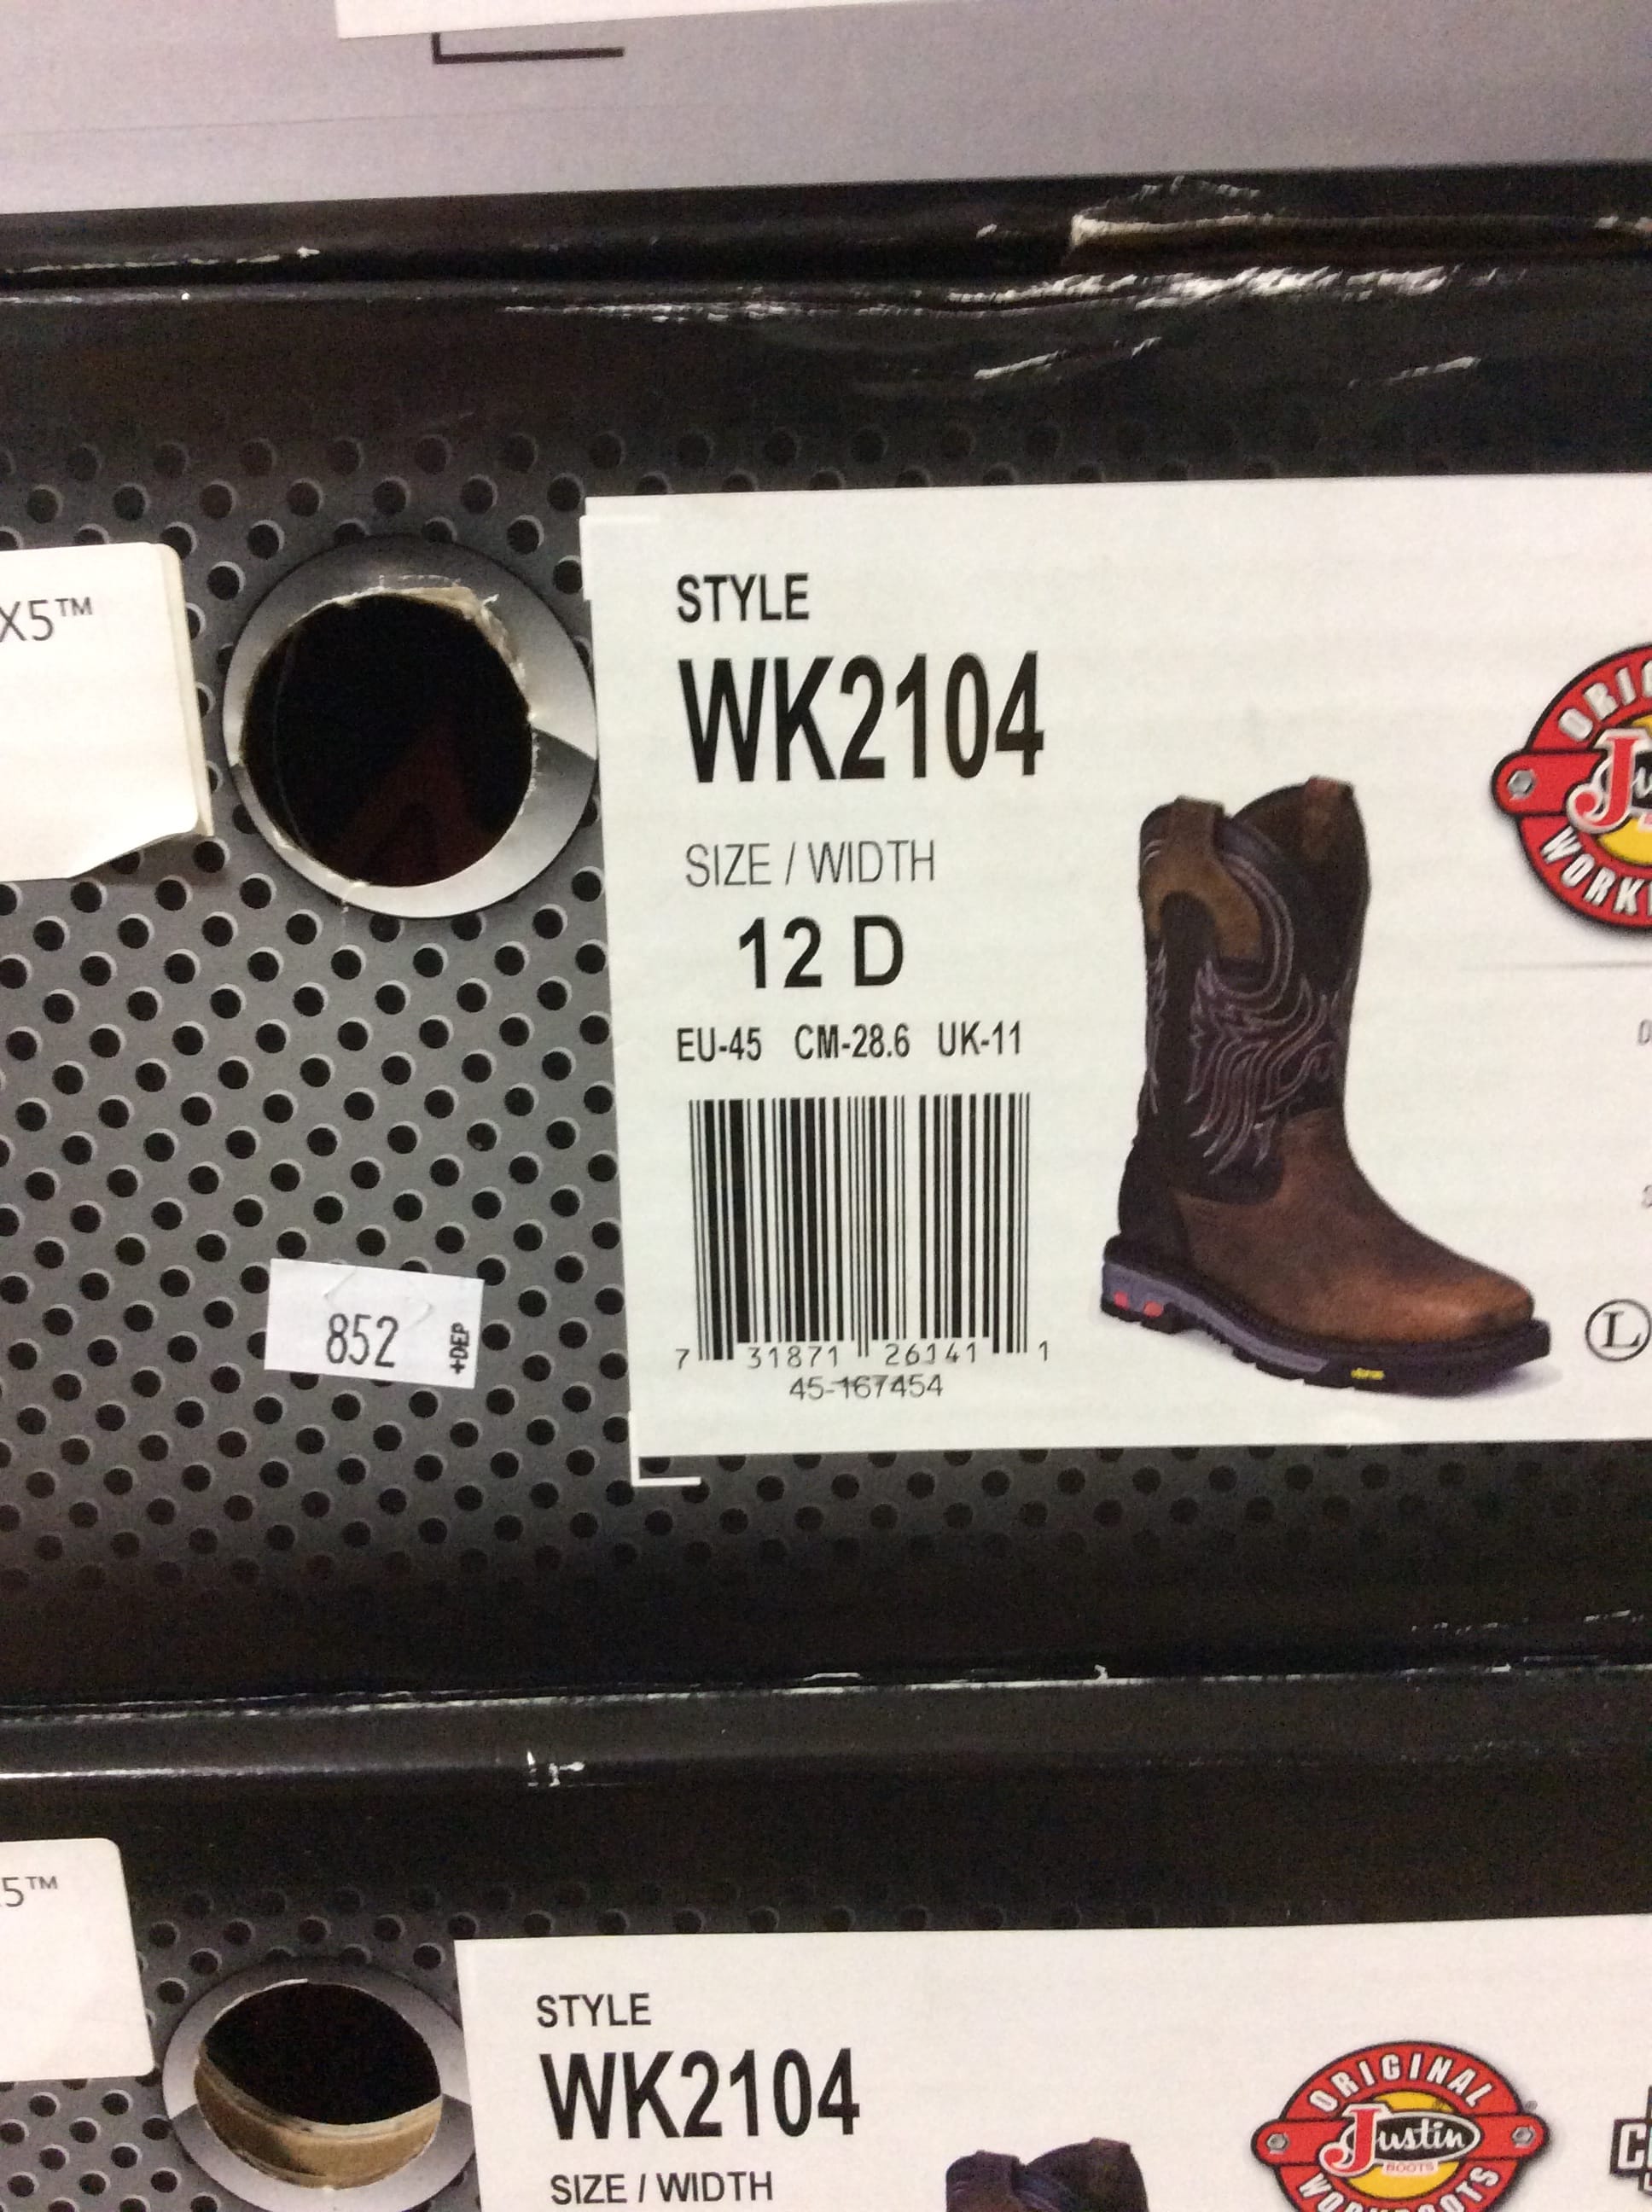 X5™
STYLE
WK2104
SIZE / WIDTH
12 D
EU-45 CM-28.6 UK-11
7 31871 26141 1
45-167454
852
+DEP
L
5™
STYLE
WK2104
SIZE / WIDTH
ORIGINAL
Justin
BOOTS